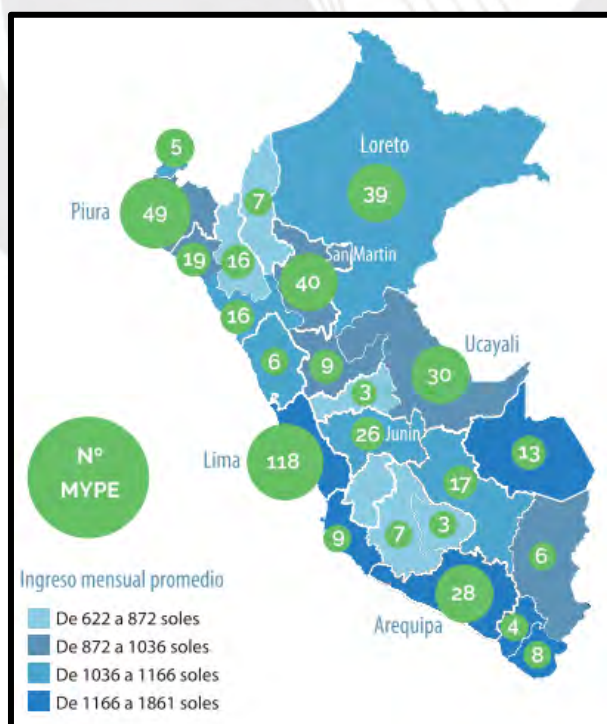 5
Loreto
39
7
Piura
49
19
16
San Martin
40
16
6
9
Ucayali
30
3
26 Junin
Lima
118
13
17
N°
MYPE
9
7
3
6
28
Arequipa
4
8
Ingreso mensual promedio
De 622 a 872 soles
De 872 a 1036 soles
De 1036 a 1166 soles
De 1166 a 1861 soles